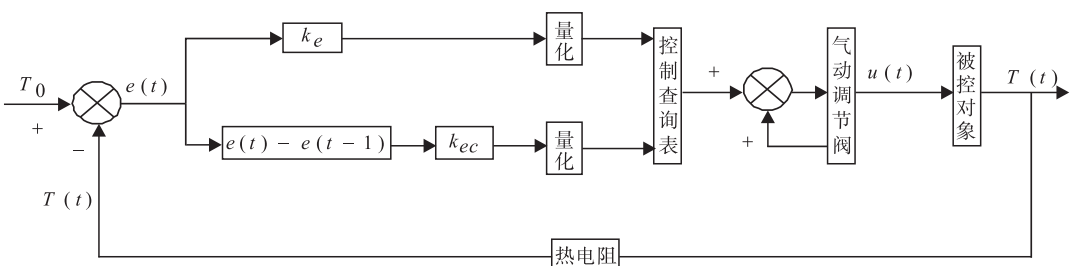 T0
+
−
e(t)
ke
量化
e(t) − e(t − 1)
kec
量化
控制查询表
+
+
气动调节阀
u(t)
被控对象
T (t)
T (t)
热电阻